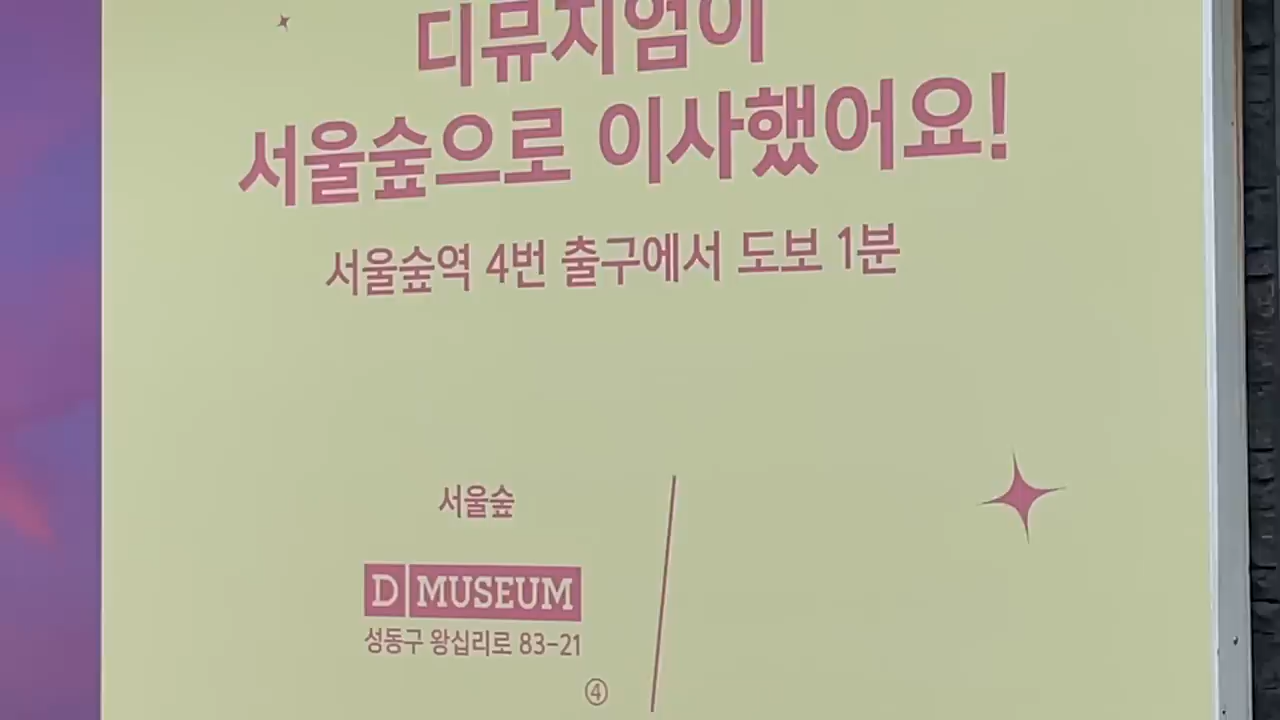 디뮤지엄이
서울숲으로 이사했어요!
서울숲역 4번 출구에서 도보 1분
서울숲
D MUSEUM
성동구 왕십리로 83-21
④